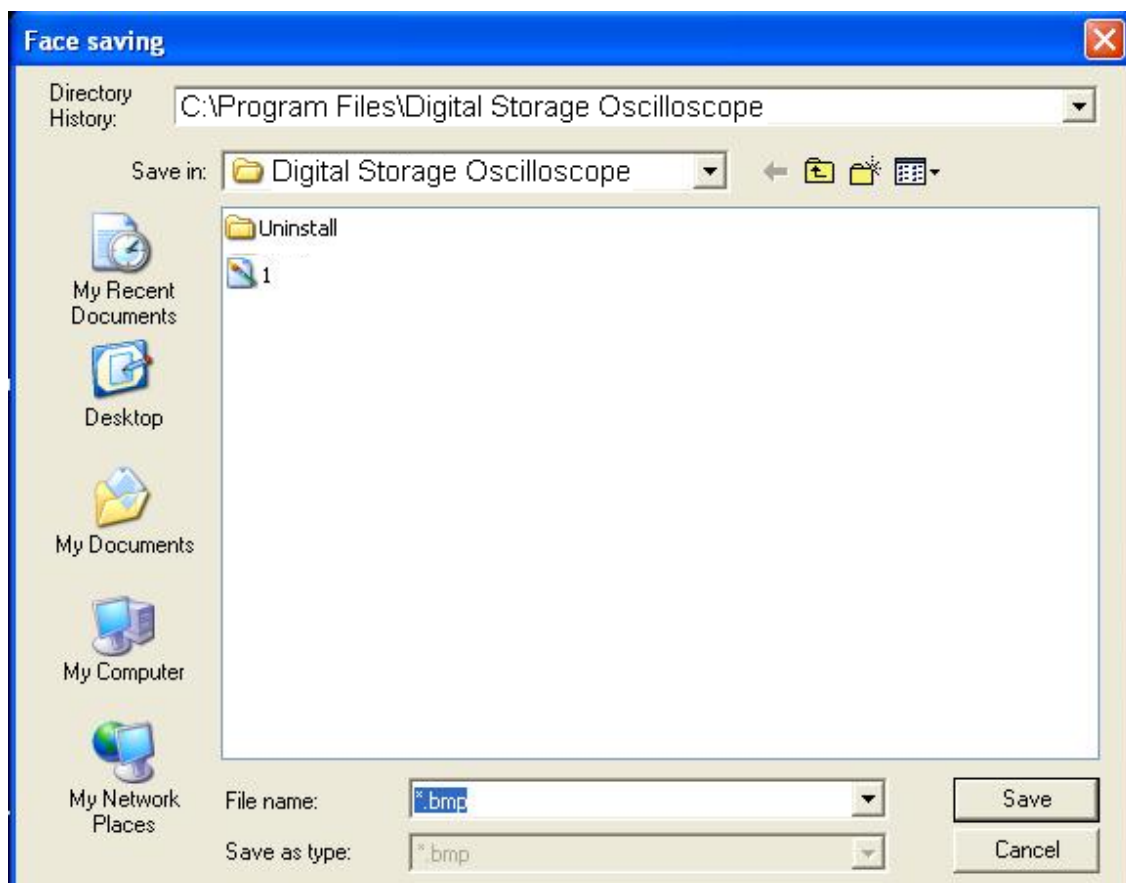 Face saving
Directory
History:
C:\Program Files\Digital Storage Oscilloscope
Save in:
Digital Storage Oscilloscope
Uninstall
1
My Recent
Documents
Desktop
My Documents
My Computer
My Network
Places
File name:
*.bmp
Save
Save as type:
*.bmp
Cancel